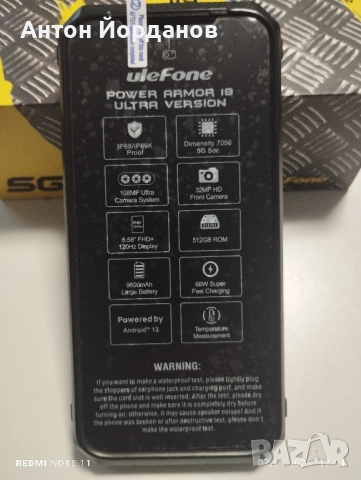 Антон Йорданов
uleFone
POWER ARMOR 18
ULTRA VERSION
IP68/IP69K
Proof
Dimensity 7050
5G Soc
108MP Ultra
Camera System
32MP HD
Front Camera
6.58" FHD+
120Hz Display
512GB ROM
9600mAh
Large Battery
66W Super
Fast Charging
Powered by
Android™ 13
Temperature
Measurement
WARNING:
If you want to make a waterproof test, please tightly plug
the stoppers of earphone jack and charging port, and make
sure the card slot is well inserted. After the test, please dry
off the phone and make sure it is completely dry before
turning on; otherwise, it may cause speaker noises! And if
the phone was broken or after disassembly, please don't
make the waterproof test.
5G
REDMI NOTE 11
bazar